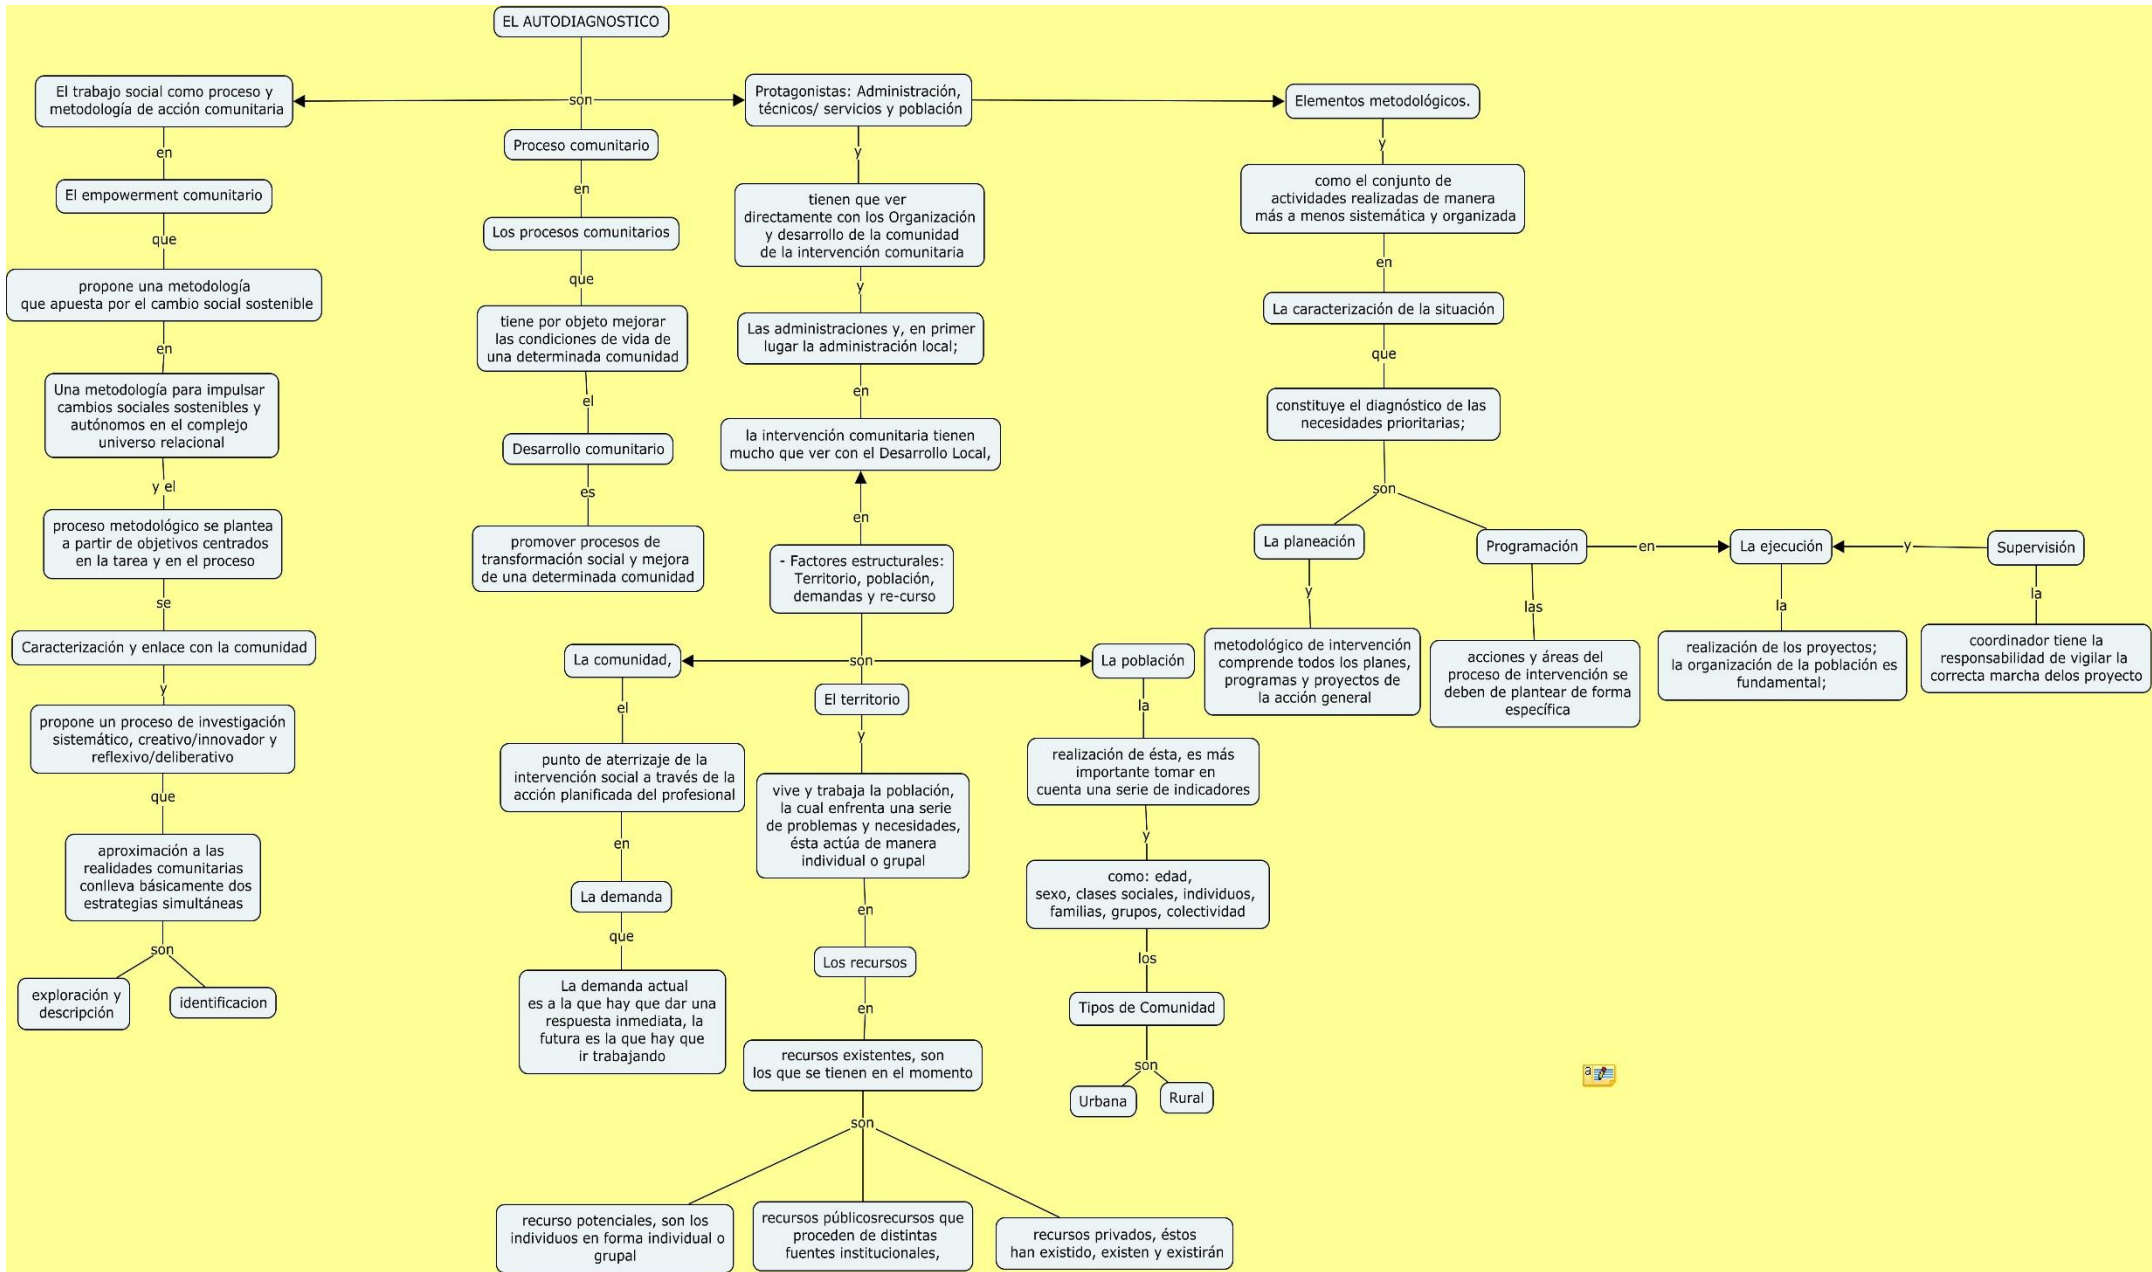 EL AUTODIAGNOSTICO
son
El trabajo social como proceso y
metodología de acción comunitaria
en
El empowerment comunitario
que
propone una metodología
que apuesta por el cambio social sostenible
en
Una metodología para impulsar
cambios sociales sostenibles y
autónomos en el complejo
universo relacional
y el
proceso metodológico se plantea
a partir de objetivos centrados
en la tarea y en el proceso
se
Caracterización y enlace con la comunidad
y
propone un proceso de investigación
sistemático, creativo/innovador y
reflexivo/deliberativo
que
aproximación a las
realidades comunitarias
conlleva básicamente dos
estrategias simultáneas
son
exploración y
descripción
identificacion
Proceso comunitario
en
Los procesos comunitarios
que
tiene por objeto mejorar
las condiciones de vida de
una determinada comunidad
el
Desarrollo comunitario
es
promover procesos de
transformación social y mejora
de una determinada comunidad
Protagonistas: Administración,
técnicos/ servicios y población
y
tienen que ver
directamente con los Organización
y desarrollo de la comunidad
de la intervención comunitaria
y
Las administraciones y, en primer
lugar la administración local;
en
la intervención comunitaria tienen
mucho que ver con el Desarrollo Local,
en
- Factores estructurales:
Territorio, población,
demandas y re-curso
son
La comunidad,
el
punto de aterrizaje de la
intervención social a través de la
acción planificada del profesional
en
La demanda
que
La demanda actual
es a la que hay que dar una
respuesta inmediata, la
futura es la que hay que
ir trabajando
El territorio
y
vive y trabaja la población,
la cual enfrenta una serie
de problemas y necesidades,
ésta actúa de manera
individual o grupal
en
Los recursos
en
recursos existentes, son
los que se tienen en el momento
son
recurso potenciales, son los
individuos en forma individual o
grupal
recursos públicosrecursos que
proceden de distintas
fuentes institucionales,
recursos privados, éstos
han existido, existen y existirán
La población
la
realización de ésta, es más
importante tomar en
cuenta una serie de indicadores
y
como: edad,
sexo, clases sociales, individuos,
familias, grupos, colectividad
los
Tipos de Comunidad
son
Urbana
Rural
Elementos metodológicos.
y
como el conjunto de
actividades realizadas de manera
más a menos sistemática y organizada
en
La caracterización de la situación
que
constituye el diagnóstico de las
necesidades prioritarias;
son
La planeación
y
metodológico de intervención
comprende todos los planes,
programas y proyectos de
la acción general
Programación
las
acciones y áreas del
proceso de intervención se
deben de plantear de forma
específica
en
La ejecución
la
realización de los proyectos;
la organización de la población es
fundamental;
y
Supervisión
la
coordinador tiene la
responsabilidad de vigilar la
correcta marcha delos proyecto
a